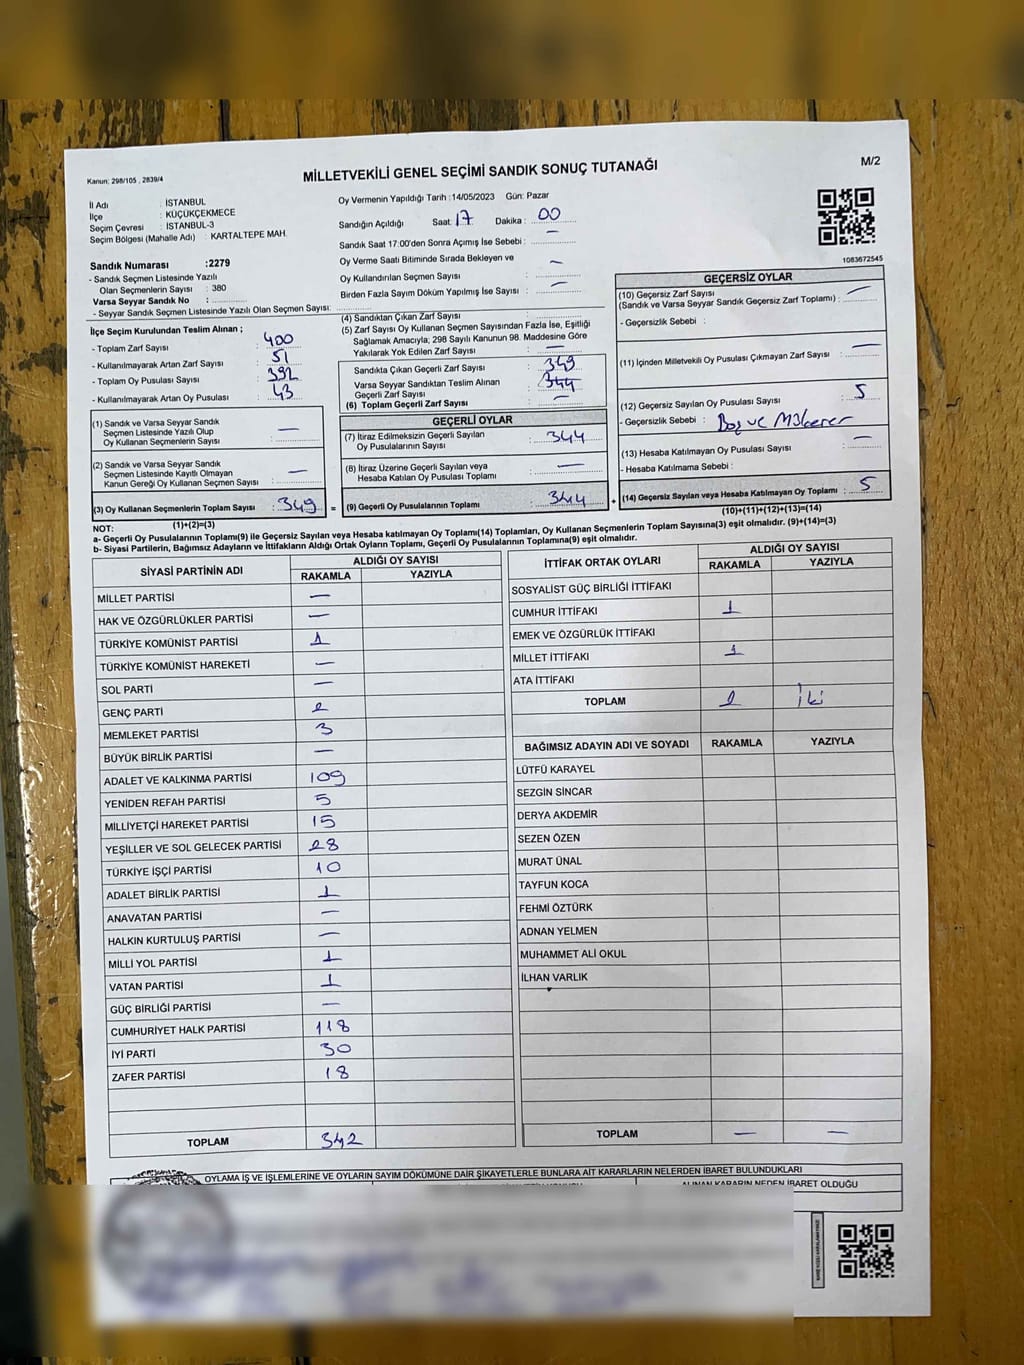 Kanun: 298/105 , 2839/4
MİLLETVEKİLİ GENEL SEÇİMİ SANDIK SONUÇ TUTANAĞI
M/2
İl Adı : İSTANBUL
İlçe : KÜÇÜKÇEKMECE
Seçim Çevresi : İSTANBUL-3
Seçim Bölgesi (Mahalle Adı) : KARTALTEPE MAH.
Sandık Numarası :2279
- Sandık Seçmen Listesinde Yazılı
Olan Seçmenlerin Sayısı : 380
Varsa Seyyar Sandık No : ..............
- Seyyar Sandık Seçmen Listesinde Yazılı Olan Seçmen Sayısı: ..............
İlçe Seçim Kurulundan Teslim Alınan ;
- Toplam Zarf Sayısı : 400
- Kullanılmayarak Artan Zarf Sayısı : 51
- Toplam Oy Pusulası Sayısı : 392
- Kullanılmayarak Artan Oy Pusulası : 43
Oy Vermenin Yapıldığı Tarih :14/05/2023 Gün: Pazar
Sandığın Açıldığı Saat: 17 Dakika : 00
Sandık Saat 17:00'den Sonra Açımış İse Sebebi : —
Oy Verme Saati Bitiminde Sırada Bekleyen ve
Oy Kullandırılan Seçmen Sayısı : —
Birden Fazla Sayım Döküm Yapılmış İse Sayısı : —
(4) Sandıktan Çıkan Zarf Sayısı :
(5) Zarf Sayısı Oy Kullanan Seçmen Sayısından Fazla İse, Eşitliği
Sağlamak Amacıyla; 298 Sayılı Kanunun 98. Maddesine Göre
Yakılarak Yok Edilen Zarf Sayısı : —
Sandıkta Çıkan Geçerli Zarf Sayısı : 349
Varsa Seyyar Sandıktan Teslim Alınan
Geçerli Zarf Sayısı : 344
(6) Toplam Geçerli Zarf Sayısı : —
1083672545
GEÇERSİZ OYLAR
(10) Geçersiz Zarf Sayısı
(Sandık ve Varsa Seyyar Sandık Geçersiz Zarf Toplamı) : —
- Geçersizlik Sebebi :
(11) İçinden Milletvekili Oy Pusulası Çıkmayan Zarf Sayısı : —
(12) Geçersiz Sayılan Oy Pusulası Sayısı : 5
- Geçersizlik Sebebi : Boş ve Mükerrer
(13) Hesaba Katılmayan Oy Pusulası Sayısı : —
- Hesaba Katılmama Sebebi :
(14) Geçersiz Sayılan veya Hesaba Katılmayan Oy Toplamı : 5
(10)+(11)+(12)+(13)=(14)
(1) Sandık ve Varsa Seyyar Sandık
Seçmen Listesinde Yazılı Olup
Oy Kullanan Seçmenlerin Sayısı : —
(2) Sandık ve Varsa Seyyar Sandık
Seçmen Listesinde Kayıtlı Olmayan
Kanun Gereği Oy Kullanan Seçmen Sayısı : —
(3) Oy Kullanan Seçmenlerin Toplam Sayısı : 349 =
(1)+(2)=(3)
GEÇERLİ OYLAR
(7) İtiraz Edilmeksizin Geçerli Sayılan
Oy Pusulalarının Sayısı : 344
(8) İtiraz Üzerine Geçerli Sayılan veya
Hesaba Katılan Oy Pusulası Toplamı : —
(9) Geçerli Oy Pusulalarının Toplamı : 344 +
NOT:
a- Geçerli Oy Pusulalarının Toplamı(9) ile Geçersiz Sayılan veya Hesaba katılmayan Oy Toplamı(14) Toplamları, Oy Kullanan Seçmenlerin Toplam Sayısına(3) eşit olmalıdır. (9)+(14)=(3)
b- Siyasi Partilerin, Bağımsız Adayların ve İttifakların Aldığı Ortak Oyların Toplamı, Geçerli Oy Pusulalarının Toplamına(9) eşit olmalıdır.
SİYASİ PARTİNİN ADI ALDIĞI OY SAYISI
RAKAMLA YAZIYLA
MİLLET PARTİSİ —
HAK VE ÖZGÜRLÜKLER PARTİSİ —
TÜRKİYE KOMÜNİST PARTİSİ 1
TÜRKİYE KOMÜNİST HAREKETİ —
SOL PARTİ —
GENÇ PARTİ 2
MEMLEKET PARTİSİ 3
BÜYÜK BİRLİK PARTİSİ —
ADALET VE KALKINMA PARTİSİ 109
YENİDEN REFAH PARTİSİ 5
MİLLİYETÇİ HAREKET PARTİSİ 15
YEŞİLLER VE SOL GELECEK PARTİSİ 28
TÜRKİYE İŞÇİ PARTİSİ 10
ADALET BİRLİK PARTİSİ 1
ANAVATAN PARTİSİ —
HALKIN KURTULUŞ PARTİSİ —
MİLLİ YOL PARTİSİ 1
VATAN PARTİSİ 1
GÜÇ BİRLİĞİ PARTİSİ —
CUMHURİYET HALK PARTİSİ 118
İYİ PARTİ 30
ZAFER PARTİSİ 18
TOPLAM 342
İTTİFAK ORTAK OYLARI ALDIĞI OY SAYISI
RAKAMLA YAZIYLA
SOSYALİST GÜÇ BİRLİĞİ İTTİFAKI
CUMHUR İTTİFAKI 1
EMEK VE ÖZGÜRLÜK İTTİFAKI
MİLLET İTTİFAKI 1
ATA İTTİFAKI
TOPLAM 2 İki
BAĞIMSIZ ADAYIN ADI VE SOYADI RAKAMLA YAZIYLA
LÜTFÜ KARAYEL
SEZGİN SİNCAR
DERYA AKDEMİR
SEZEN ÖZEN
MURAT ÜNAL
TAYFUN KOCA
FEHMİ ÖZTÜRK
ADNAN YELMEN
MUHAMMET ALİ OKUL
İLHAN VARLIK
TOPLAM — —
OYLAMA İŞ VE İŞLEMLERİNE VE OYLARIN SAYIM DÖKÜMÜNE DAİR ŞİKAYETLERLE BUNLARA AİT KARARLARIN NELERDEN İBARET BULUNDUKLARI
ALINAN KARARIN NEDEN İBARET OLDUĞU